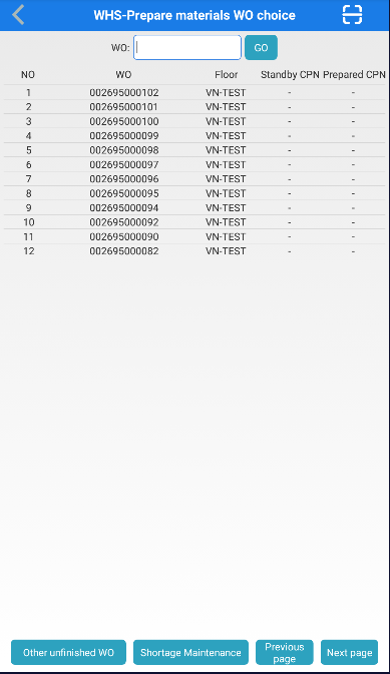 WHS-Prepare materials WO choice
WO: GO
NO WO Floor Standby CPN Prepared CPN
1 002695000102 VN-TEST - -
2 002695000101 VN-TEST - -
3 002695000100 VN-TEST - -
4 002695000099 VN-TEST - -
5 002695000098 VN-TEST - -
6 002695000097 VN-TEST - -
7 002695000096 VN-TEST - -
8 002695000095 VN-TEST - -
9 002695000094 VN-TEST - -
10 002695000092 VN-TEST - -
11 002695000090 VN-TEST - -
12 002695000082 VN-TEST - -
Other unfinished WO
Shortage Maintenance
Previous
page
Next page